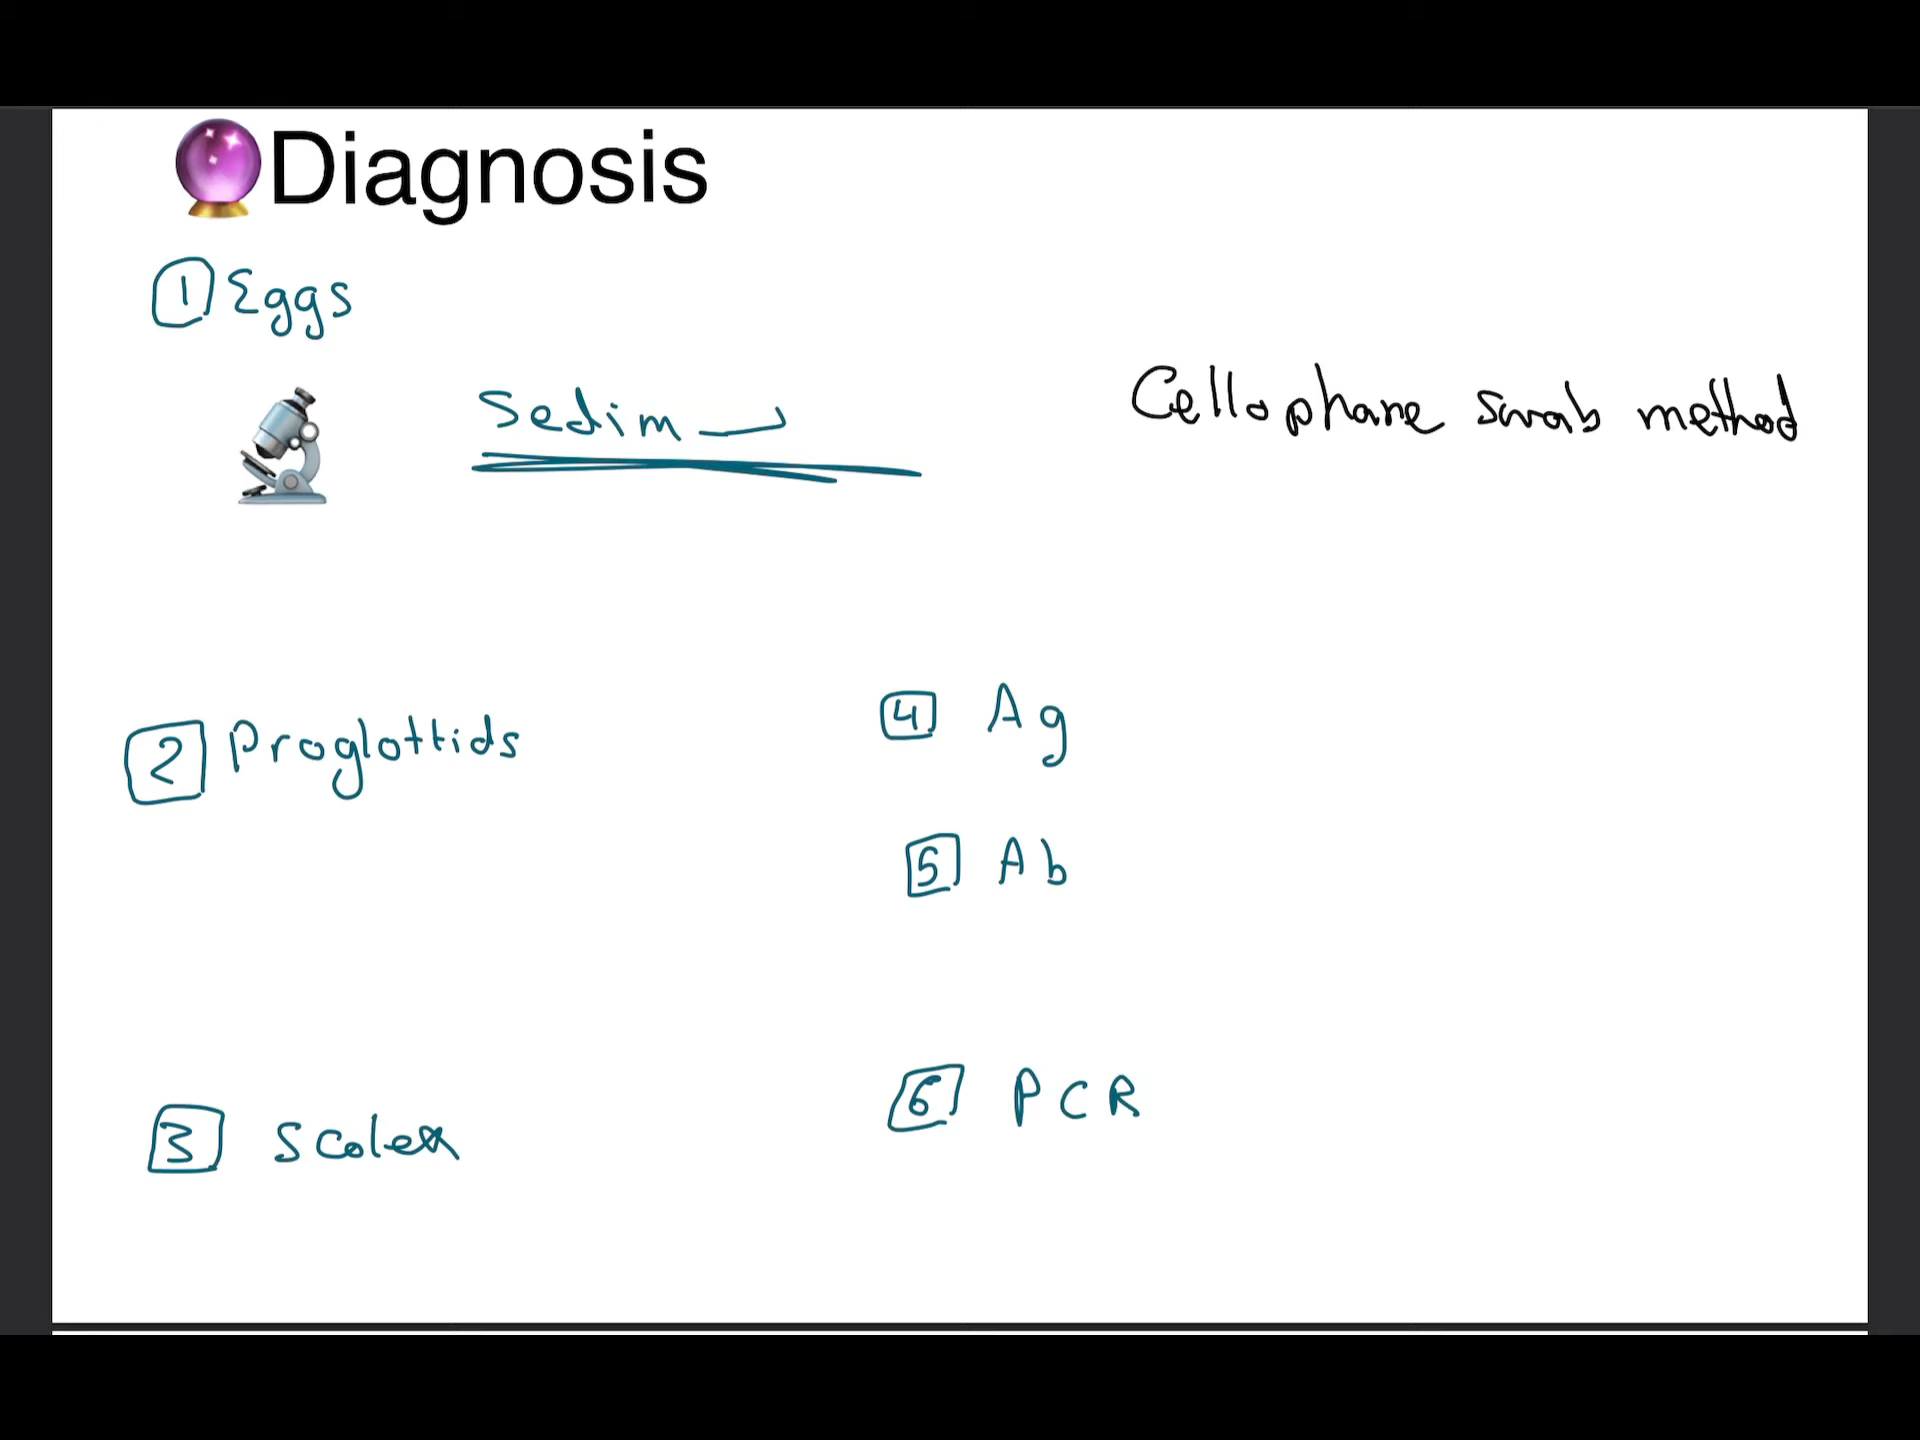 Diagnosis
1 Eggs
Sedim
Cellophane swab method
2 Proglottids
4 Ag
5 Ab
3 Scolex
6 PCR